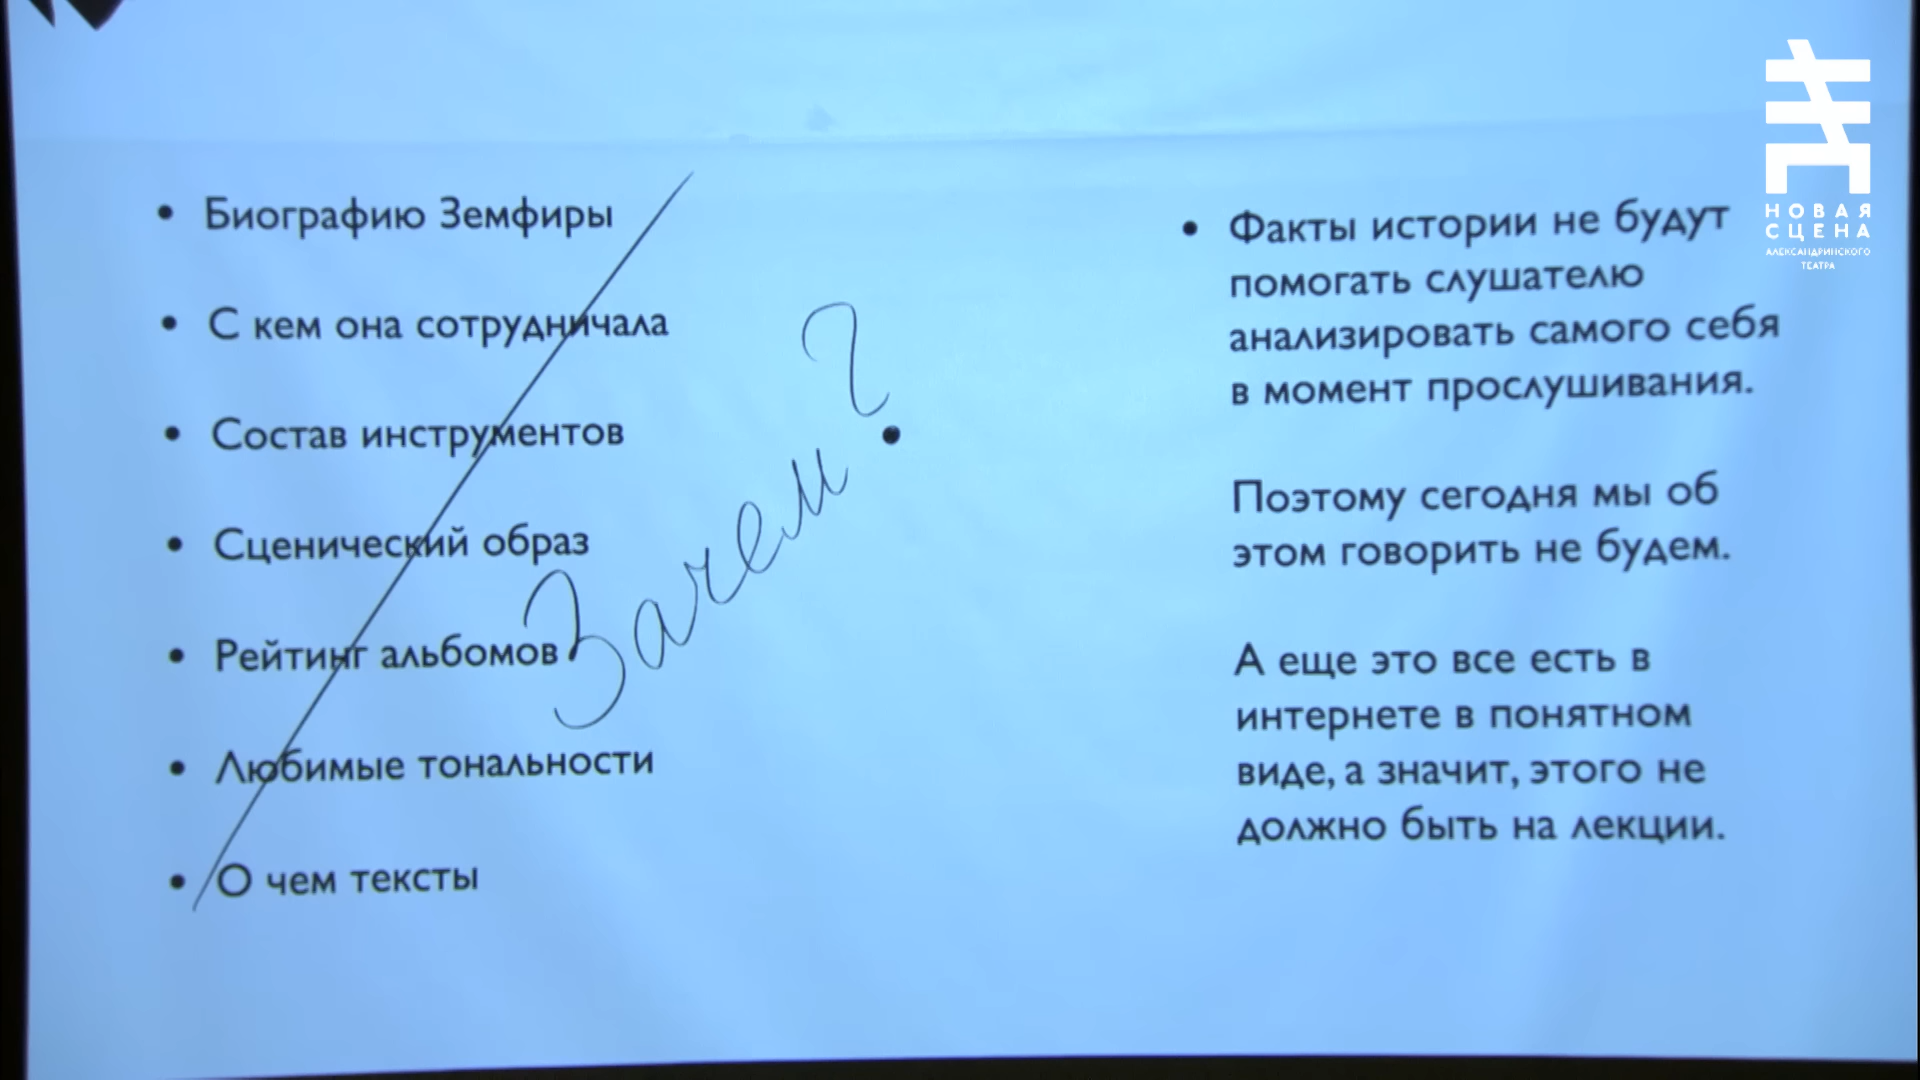 • Биографию Земфиры
• С кем она сотрудничала
• Состав инструментов
• Сценический образ
• Рейтинг альбомов
• Любимые тональности
• О чем тексты
Зачем?
• Факты истории не будут
помогать слушателю
анализировать самого себя
в момент прослушивания.
Поэтому сегодня мы об
этом говорить не будем.
А еще это все есть в
интернете в понятном
виде, а значит, этого не
должно быть на лекции.
НОВАЯ
СЦЕНА
АЛЕКСАНДРИНСКОГО
ТЕАТРА